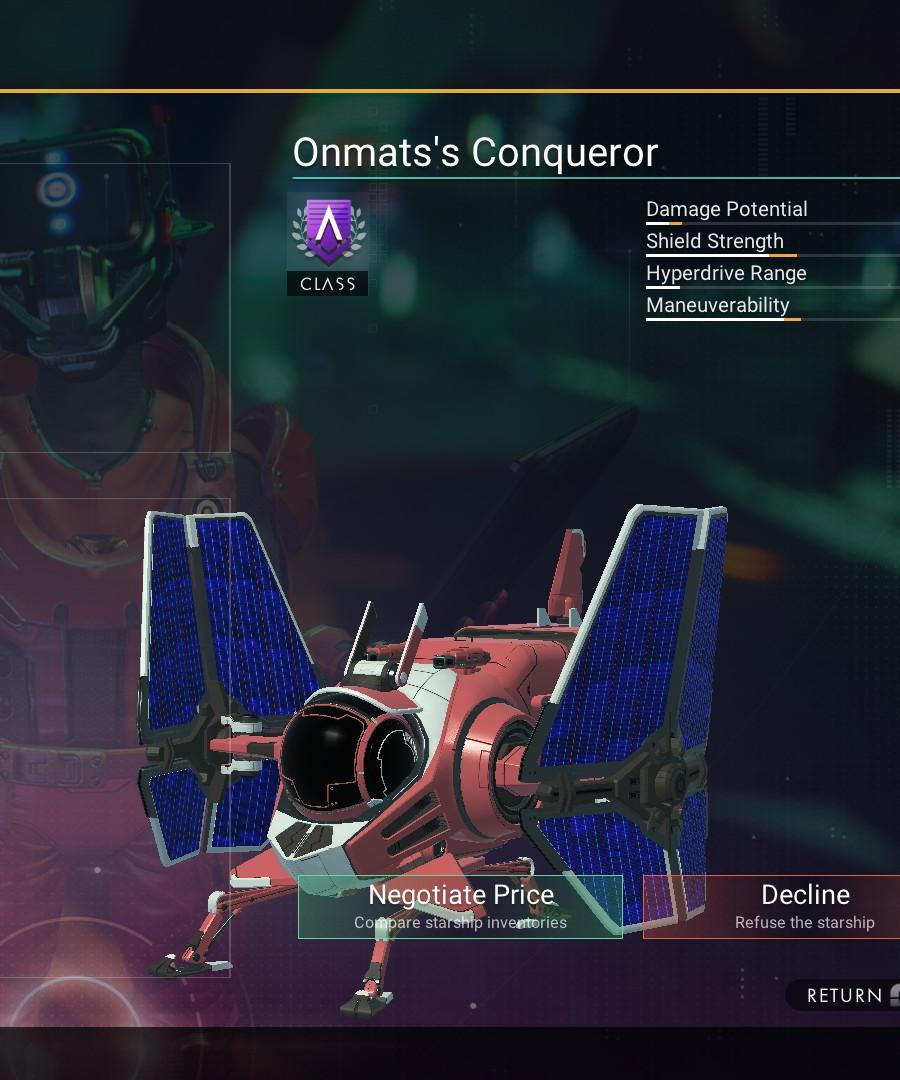 Onmats's Conqueror
A
CLASS
Damage Potential
Shield Strength
Hyperdrive Range
Maneuverability
Negotiate Price
Compare starship inventories
Decline
Refuse the starship
RETURN